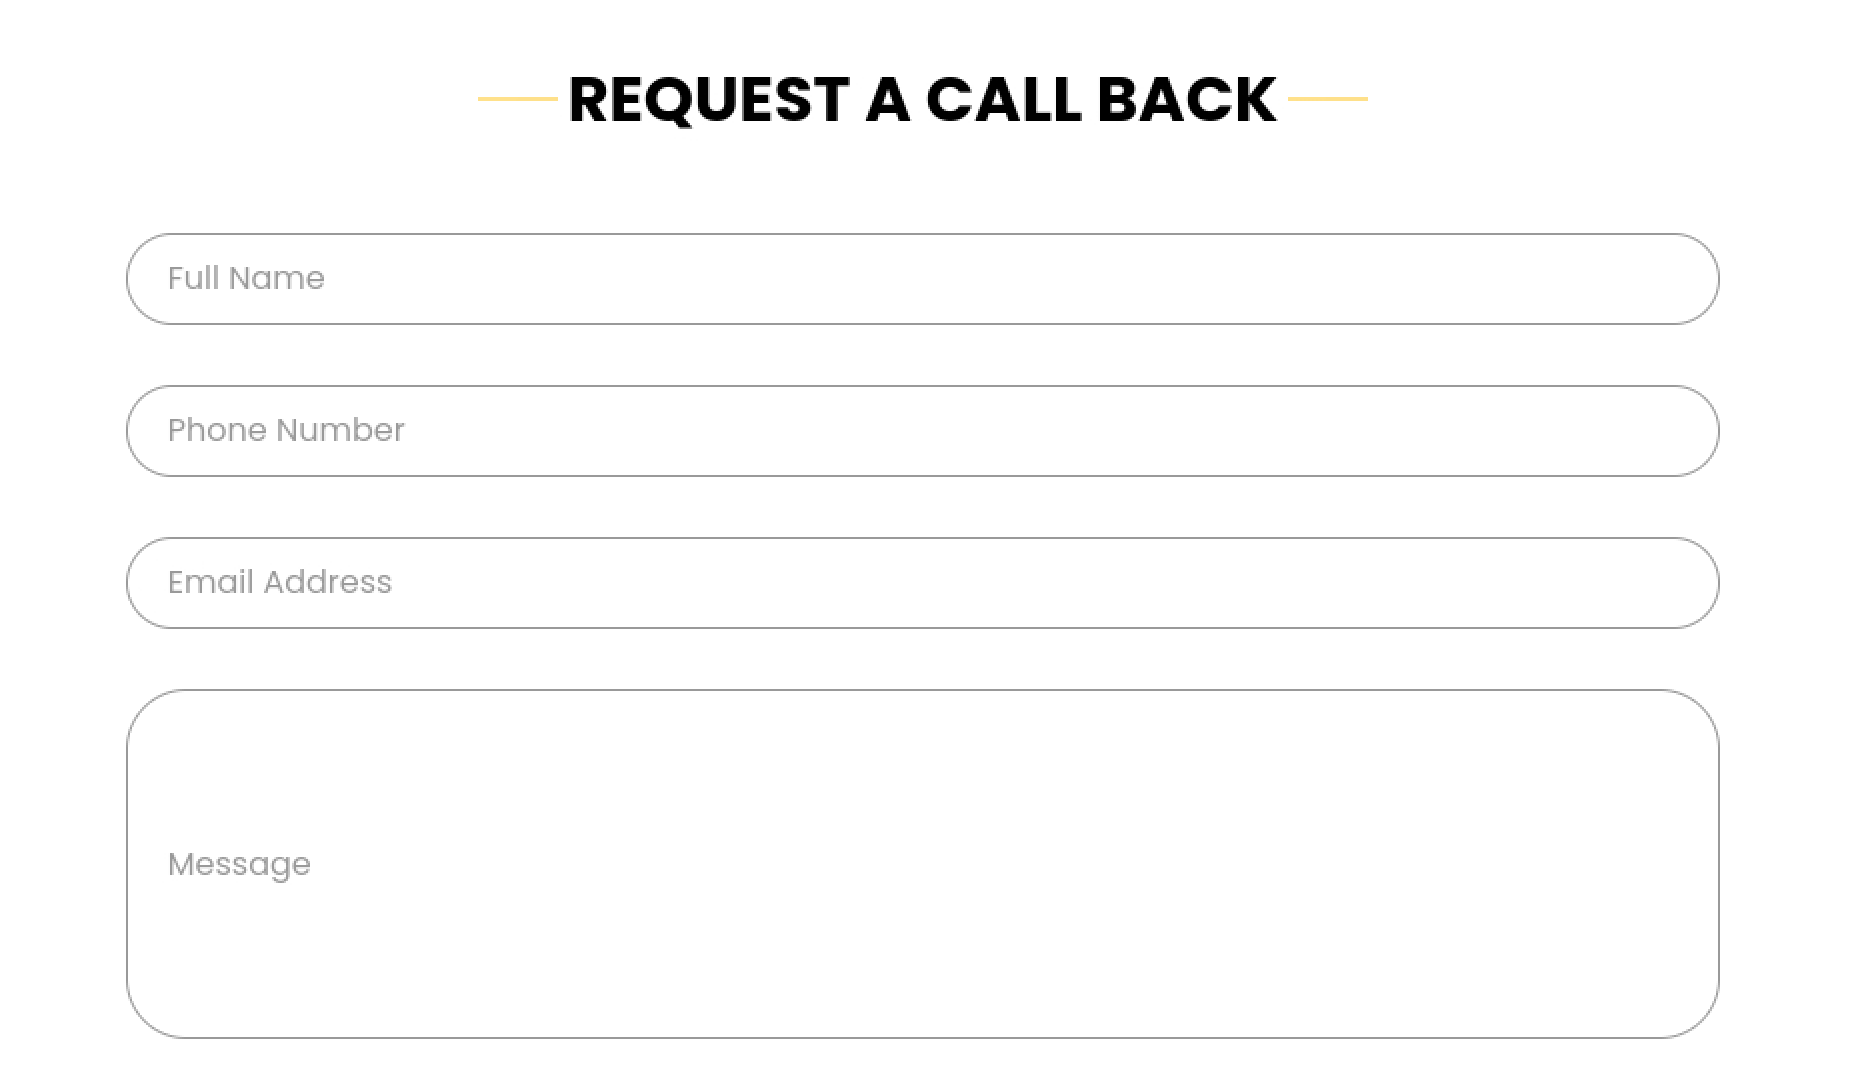 REQUEST A CALL BACK
Full Name
Phone Number
Email Address
Message